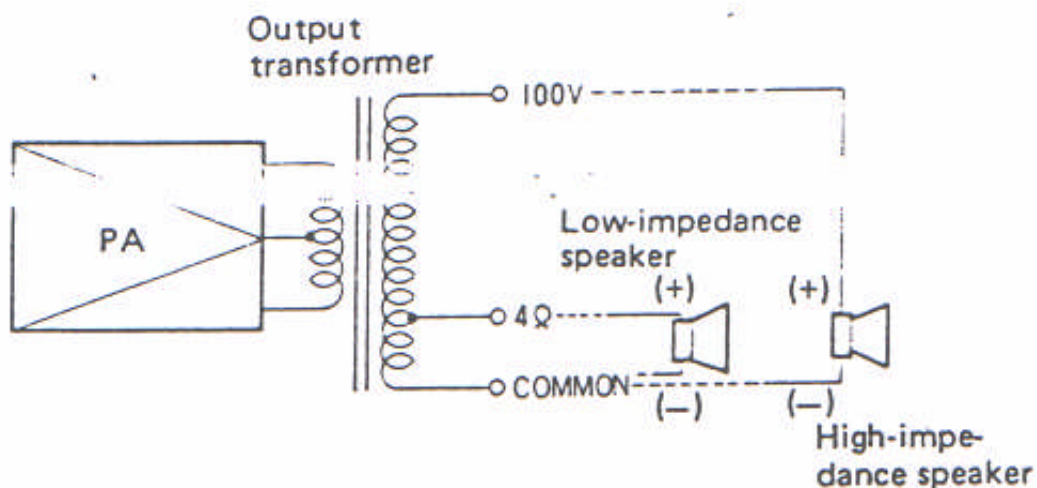 Output
transformer
100V
PA
Low-impedance
speaker
(+)
(+)
4Ω
COMMON
(—)
(—)
High-impe-
dance speaker